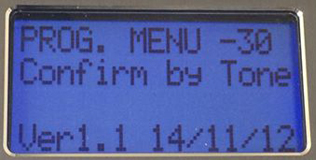 PROG. MENU -30
Confirm by Tone
Ver1.1 14/11/12